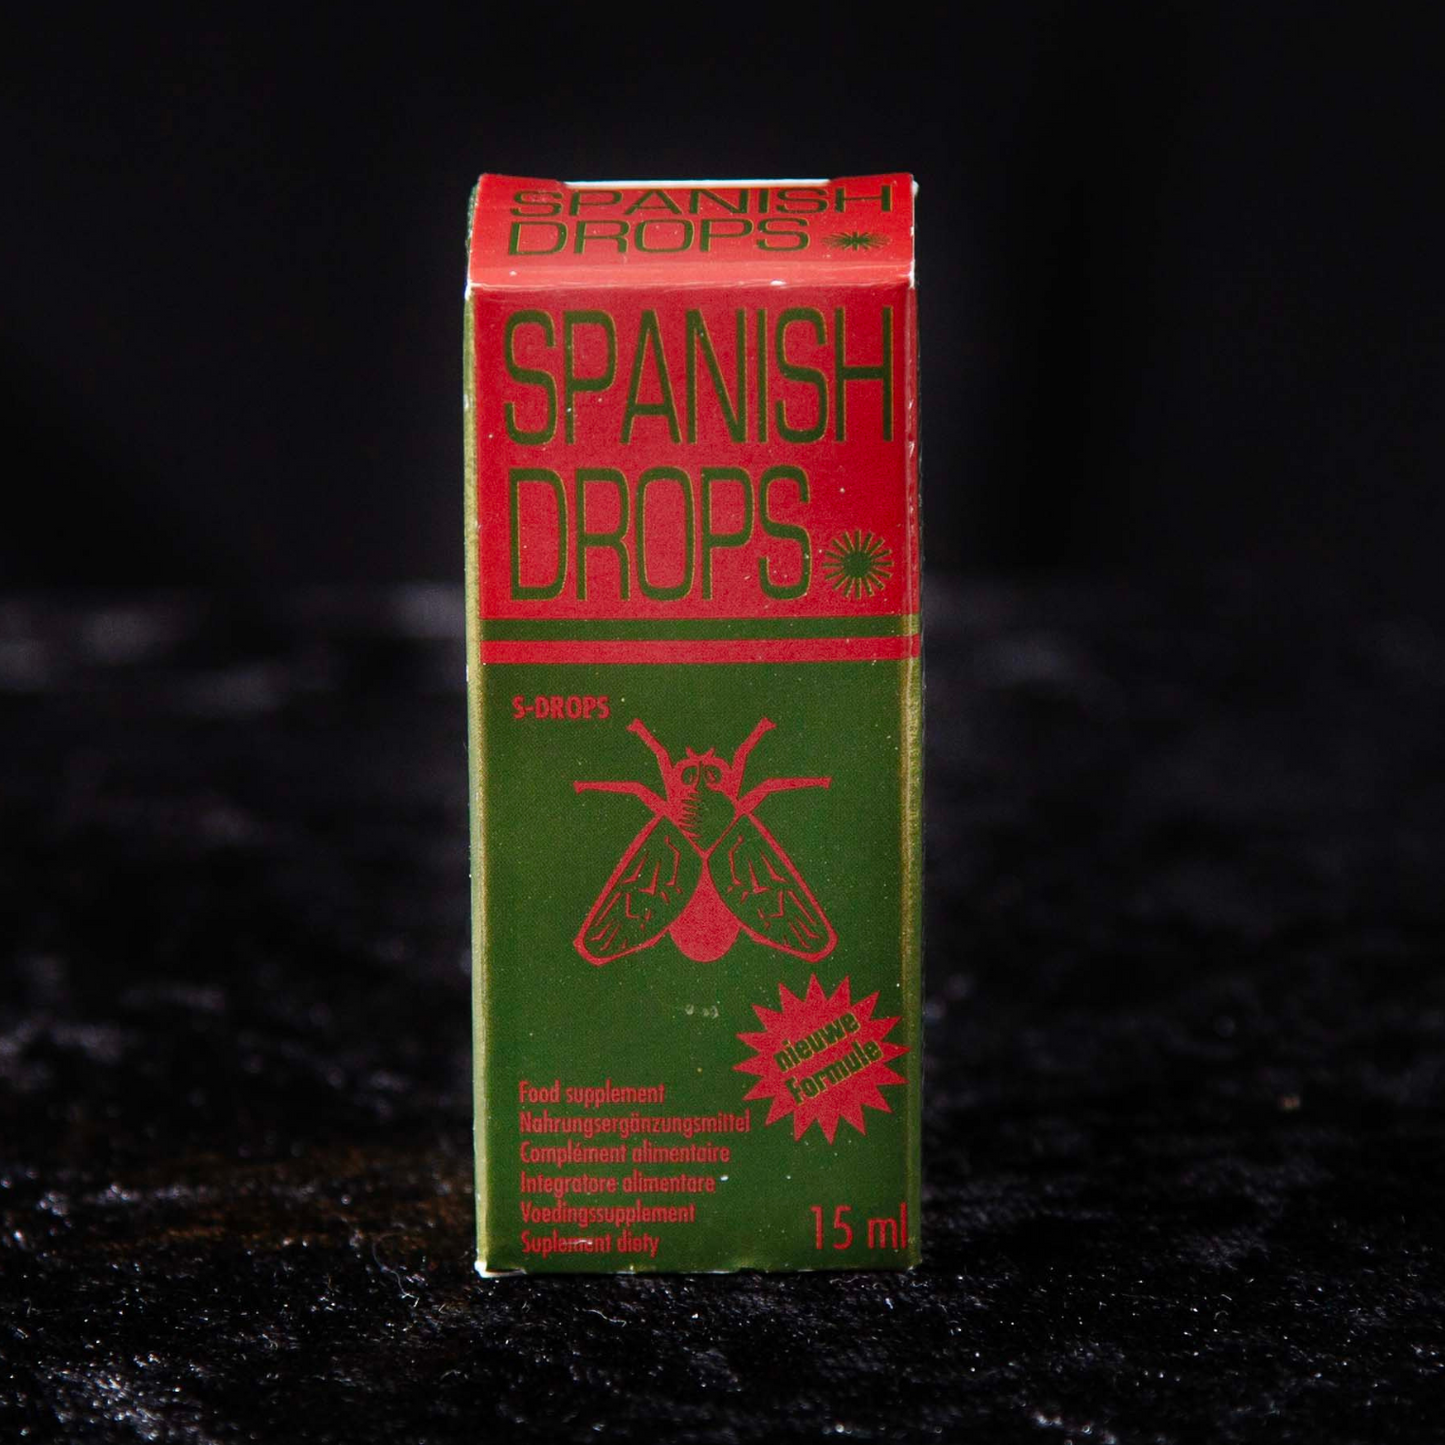 SPANISH
DROPS
SPANISH
DROPS
S-DROPS
nieuwe
Formule
Food supplement
Nahrungsergänzungsmittel
Complément alimentaire
Integratore alimentare
Voedingssupplement
Suplement diety
15 ml